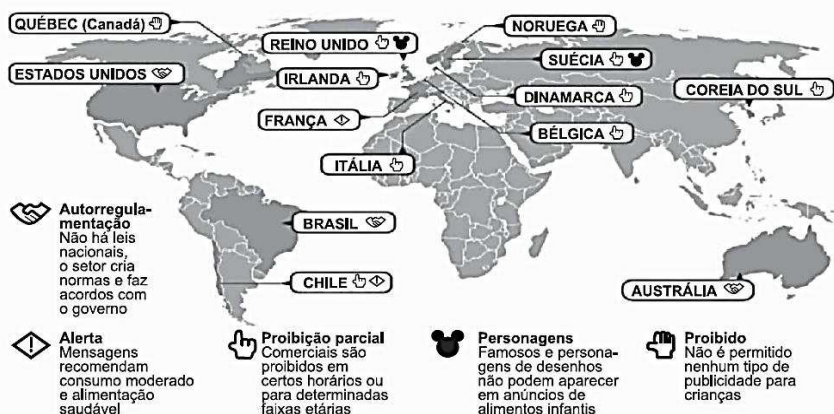 QUÉBEC (Canadá)
NORUEGA
REINO UNIDO
SUÉCIA
ESTADOS UNIDOS
IRLANDA
DINAMARCA
COREIA DO SUL
FRANÇA
BÉLGICA
ITÁLIA
BRASIL
CHILE
AUSTRÁLIA
Autorregula-
mentação
Não há leis
nacionais,
o setor cria
normas e faz
acordos com
o governo
Alerta
Mensagens
recomendam
consumo moderado
e alimentação
saudável
Proibição parcial
Comerciais são
proibidos em
certos horários ou
para determinadas
faixas etárias
Personagens
Famosos e persona-
gens de desenhos
não podem aparecer
em anúncios de
alimentos infantis
Proibido
Não é permitido
nenhum tipo de
publicidade para
crianças